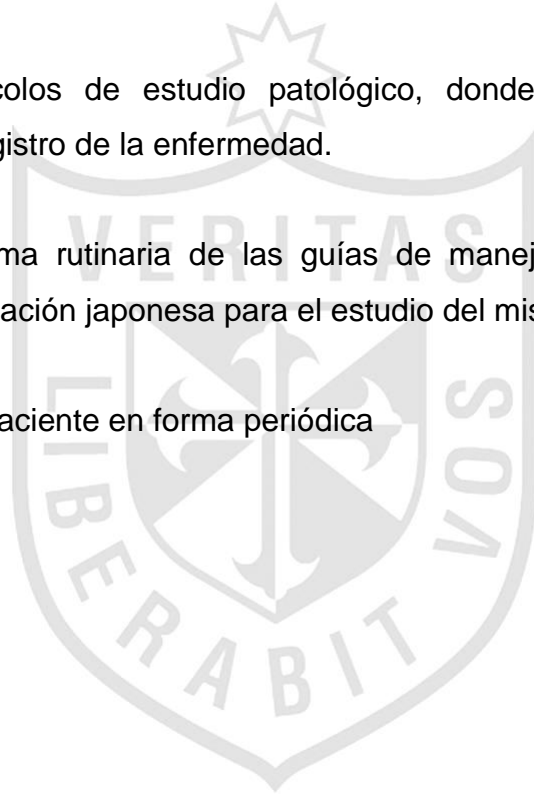 colos de estudio patológico, donde
gistro de la enfermedad.
ma rutinaria de las guías de manej
ación japonesa para el estudio del mis
aciente en forma periódica
VERITAS
LIBERABIT
VOS